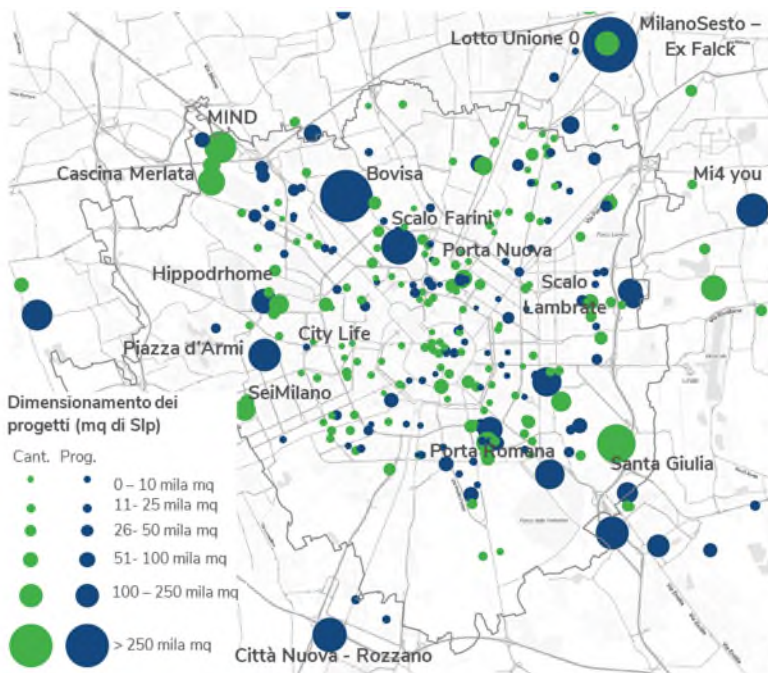 Lotto Unione 0
MilanoSesto –
Ex Falck
MIND
Cascina Merlata
Bovisa
Mi4 you
Scalo Farini
Porta Nuova
Hippodrhome
Scalo
Lambrate
City Life
Piazza d'Armi
SeiMilano
Dimensionamento dei
progetti (mq di Slp)
Cant. Prog.
0 – 10 mila mq
11- 25 mila mq
26- 50 mila mq
51- 100 mila mq
100 – 250 mila mq
> 250 mila mq
Porta Romana
Santa Giulia
Città Nuova - Rozzano